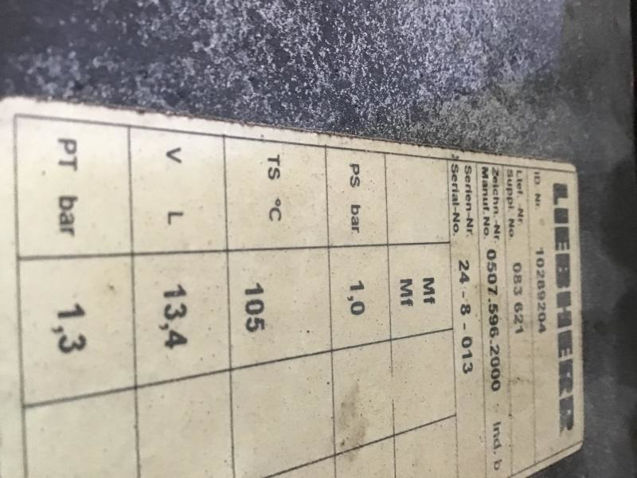 LIEBHERR
ID. Nr. 10289204
Lief.-Nr. Suppl. No. 083 621
Zeichn.-Nr. Manuf.No. 0507.596.2000 Ind. b
Serien-Nr. Serial-No. 24 - 8 - 013
Mf
Mf
PS bar 1,0
TS °C 105
V L 13,4
PT bar 1,3